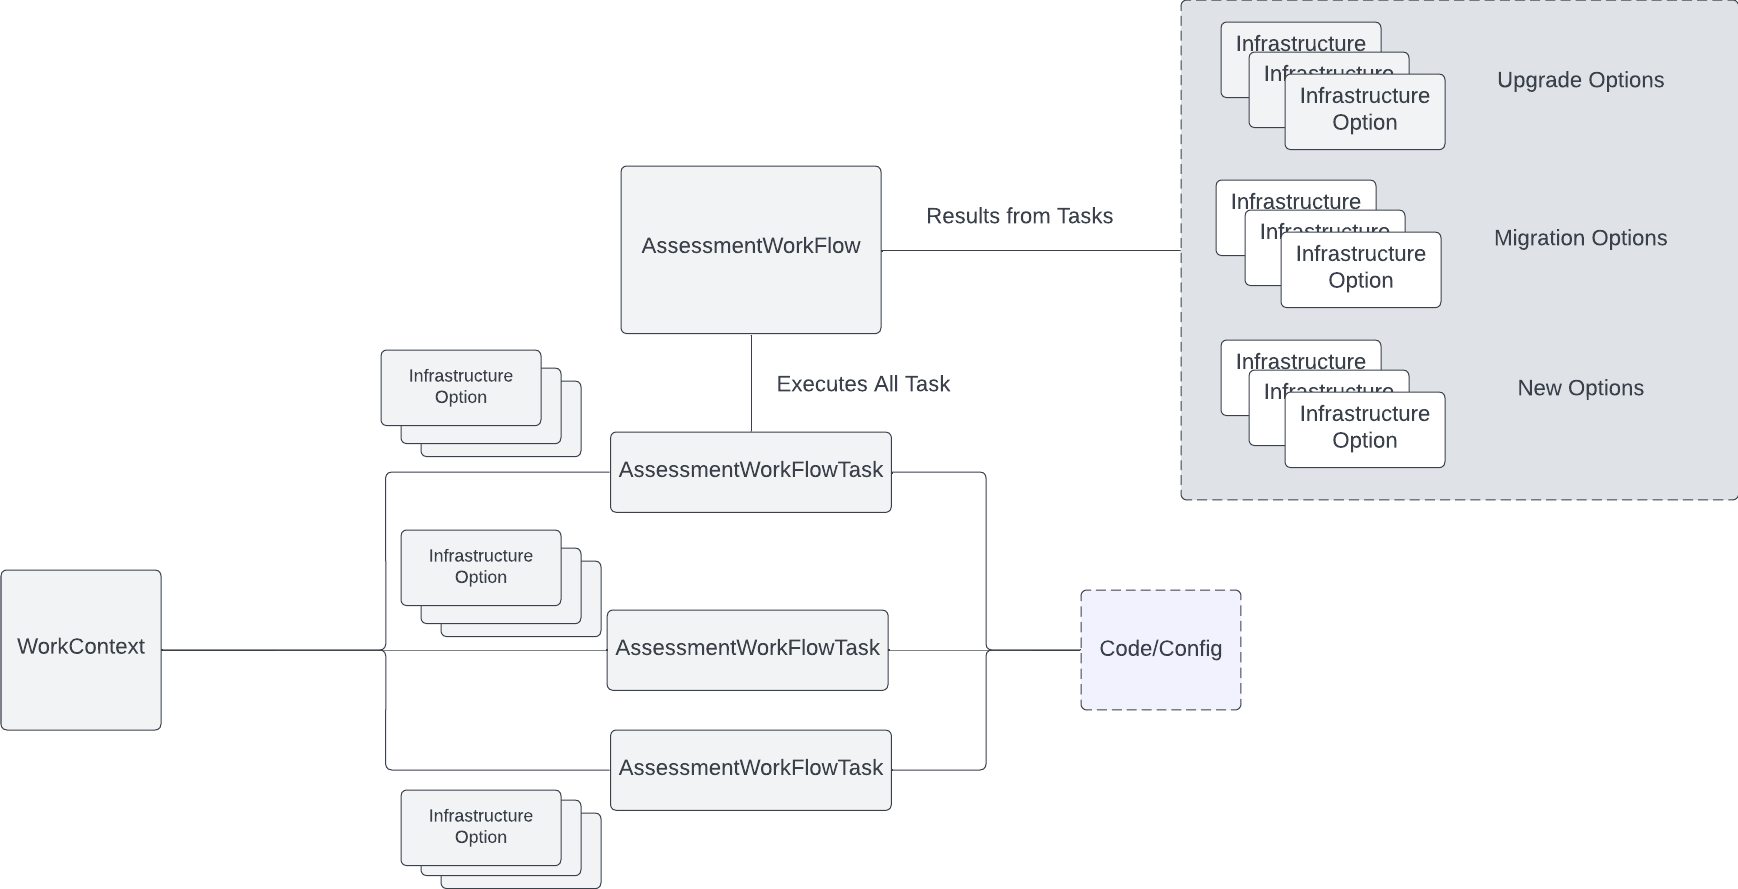 Infrastructure
Infrastructure
Infrastructure
Option
Upgrade Options
Infrastructure
Infrastructure
Infrastructure
Option
Migration Options
Infrastructure
Infrastructure
Infrastructure
Option
New Options
AssessmentWorkFlow
Results from Tasks
Executes All Task
Infrastructure
Option
AssessmentWorkFlowTask
Infrastructure
Option
WorkContext
AssessmentWorkFlowTask
Code/Config
AssessmentWorkFlowTask
Infrastructure
Option